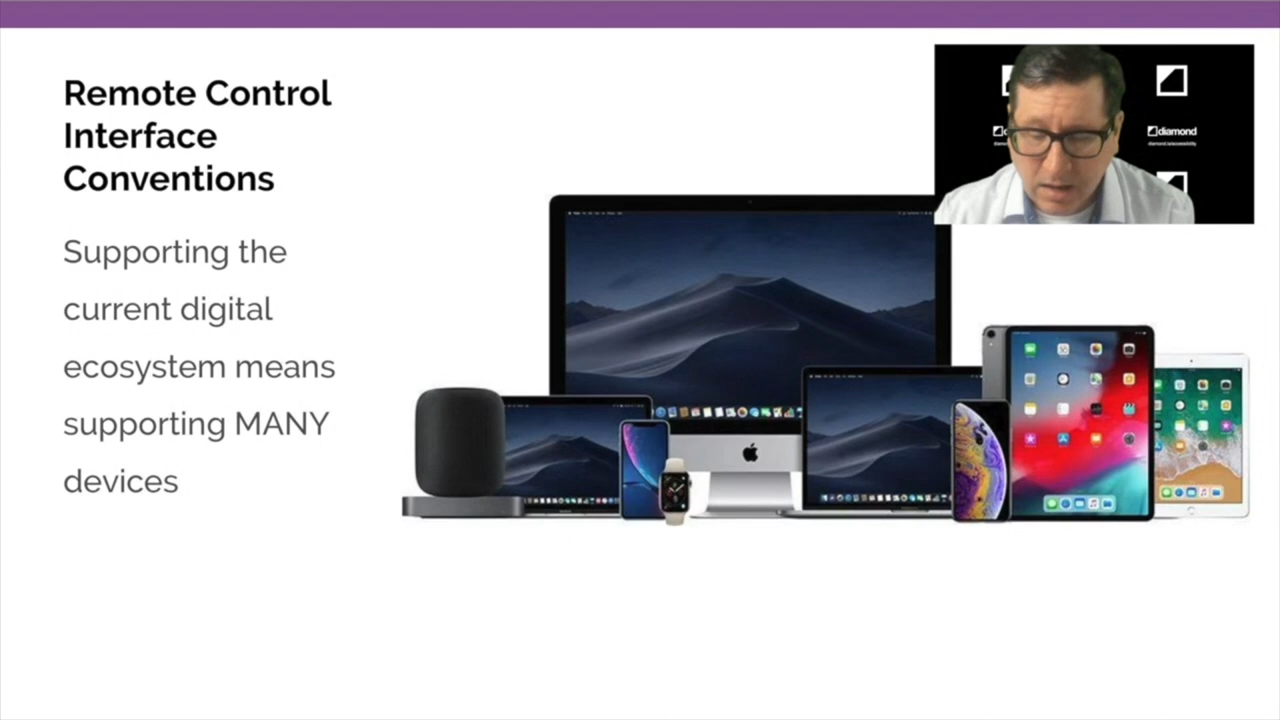 Remote Control
Interface
Conventions
Supporting the
current digital
ecosystem means
supporting MANY
devices
diamond